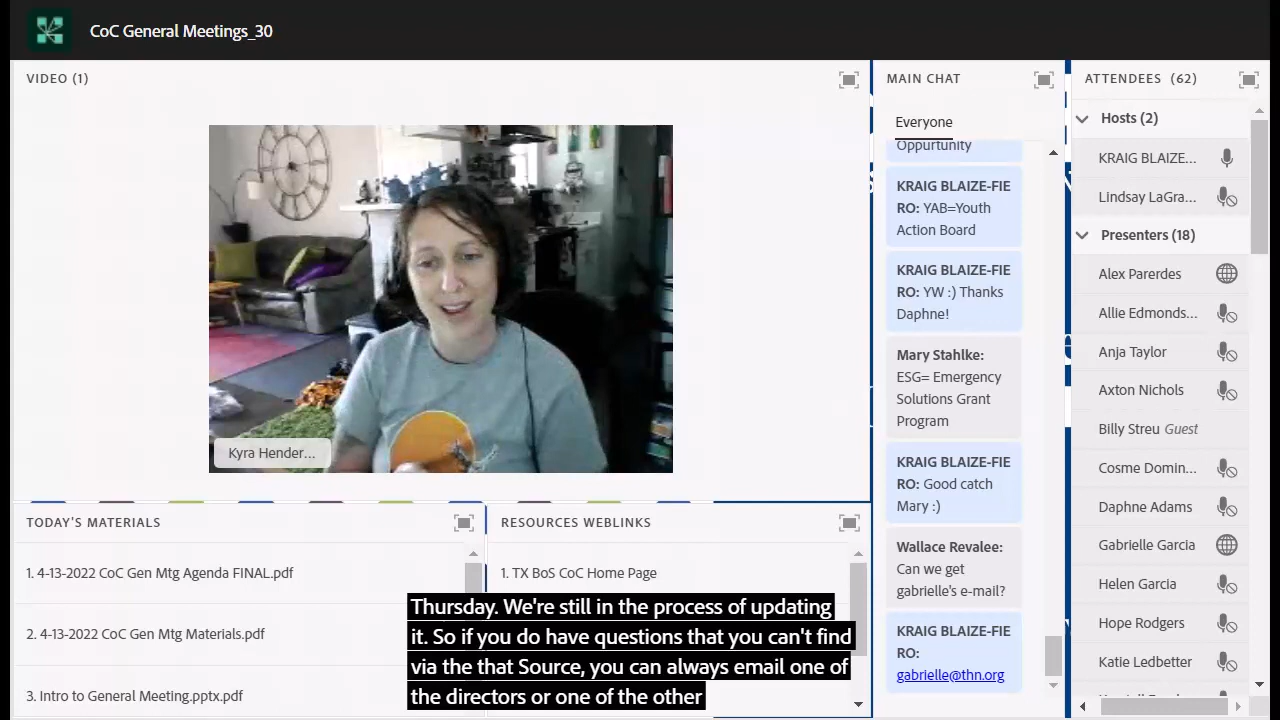 CoC General Meetings_30
VIDEO (1)
Kyra Hender...
TODAY'S MATERIALS
1. 4-13-2022 CoC Gen Mtg Agenda FINAL.pdf
2. 4-13-2022 CoC Gen Mtg Materials.pdf
3. Intro to General Meeting.pptx.pdf
RESOURCES WEBLINKS
1. TX BoS CoC Home Page
Thursday. We're still in the process of updating
it. So if you do have questions that you can't find
via the that Source, you can always email one of
the directors or one of the other
MAIN CHAT
Everyone
Opportunity
KRAIG BLAIZE-FIE
RO: YAB=Youth
Action Board
KRAIG BLAIZE-FIE
RO: YW :) Thanks
Daphne!
Mary Stahlke:
ESG= Emergency
Solutions Grant
Program
KRAIG BLAIZE-FIE
RO: Good catch
Mary :)
Wallace Revalee:
Can we get
gabrielle's e-mail?
KRAIG BLAIZE-FIE
RO:
gabrielle@thn.org
ATTENDEES (62)
Hosts (2)
KRAIG BLAIZE...
Lindsay LaGra...
Presenters (18)
Alex Parerdes
Allie Edmonds...
Anja Taylor
Axton Nichols
Billy Streu Guest
Cosme Domin...
Daphne Adams
Gabrielle Garcia
Helen Garcia
Hope Rodgers
Katie Ledbetter